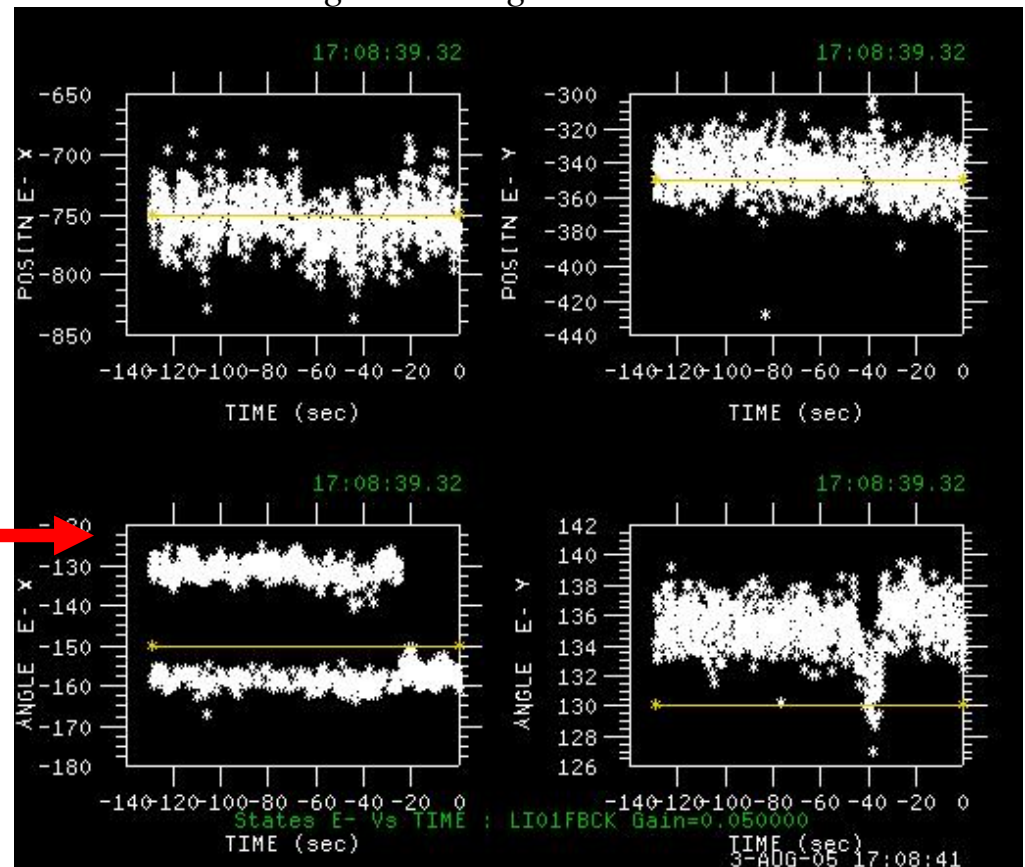 17:08:39.32
-650
-700
-750
-800
-850
POSITN E- X
-140-120-100-80 -60 -40 -20 0
TIME (sec)
17:08:39.32
-300
-320
-340
-360
-380
-400
-420
-440
POSITN E- Y
-140-120-100-80 -60 -40 -20 0
TIME (sec)
17:08:39.32
-130
-140
-150
-160
-170
-180
ANGLE E- X
-140-120-100-80 -60 -40 -20 0
TIME (sec)
17:08:39.32
142
140
138
136
134
132
130
128
126
ANGLE E- Y
-140-120-100-80 -60 -40 -20 0
TIME (sec)
States E- Vs TIME : LI01FBCK Gain=0.050000
3-AUG-05 17:08:41